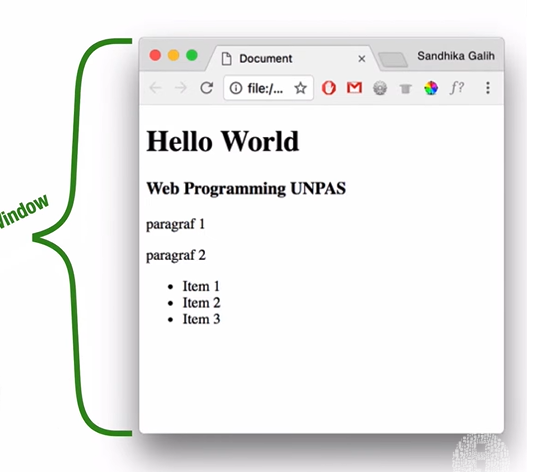 Document
Sandhika Galih
file:/...
f?
Hello World
Web Programming UNPAS
paragraf 1
paragraf 2
Item 1
Item 2
Item 3
Window